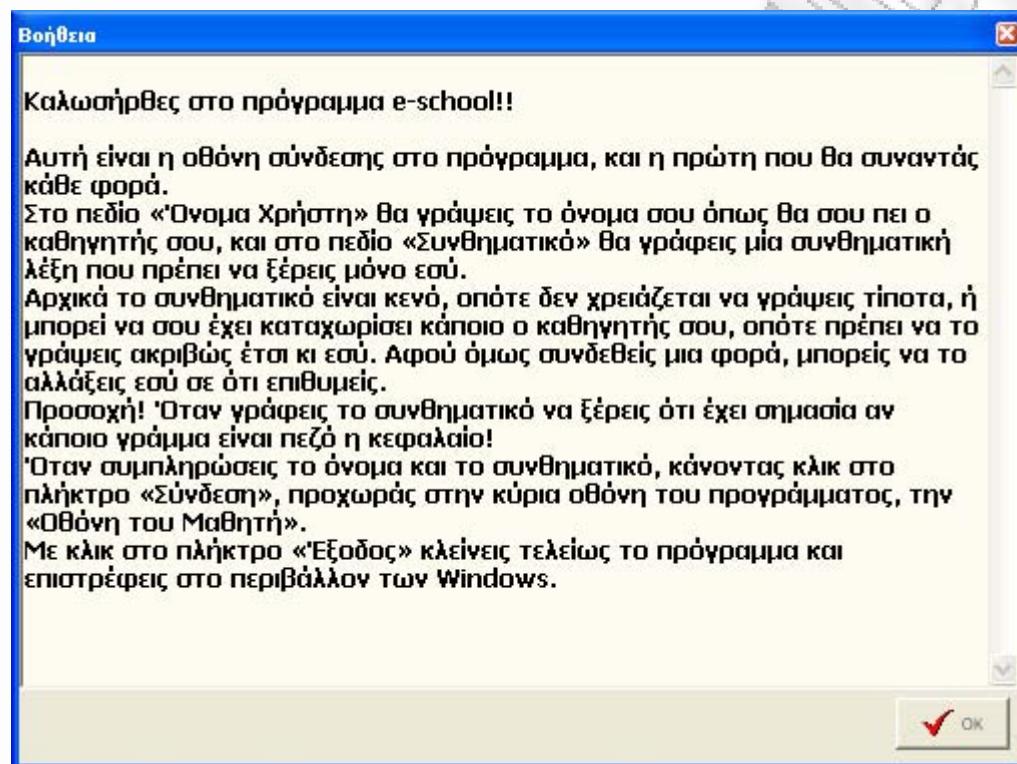 Βοήθεια
Καλωσήρθες στο πρόγραμμα e-school!!
Αυτή είναι η οθόνη σύνδεσης στο πρόγραμμα, και η πρώτη που θα συναντάς
κάθε φορά.
Στο πεδίο «Όνομα Χρήστη» θα γράψεις το όνομα σου όπως θα σου πει ο
καθηγητής σου, και στο πεδίο «Συνθηματικό» θα γράφεις μία συνθηματική
λέξη που πρέπει να ξέρεις μόνο εσύ.
Αρχικά το συνθηματικό είναι κενό, οπότε δεν χρειάζεται να γράψεις τίποτα, ή
μπορεί να σου έχει καταχωρίσει κάποιο ο καθηγητής σου, οπότε πρέπει να το
γράψεις ακριβώς έτσι κι εσύ. Αφού όμως συνδεθείς μια φορά, μπορείς να το
αλλάξεις εσύ σε ότι επιθυμείς.
Προσοχή! Όταν γράφεις το συνθηματικό να ξέρεις ότι έχει σημασία αν
κάποιο γράμμα είναι πεζό η κεφαλαίο!
Όταν συμπληρώσεις το όνομα και το συνθηματικό, κάνοντας κλικ στο
πλήκτρο «Σύνδεση», προχωράς στην κύρια οθόνη του προγράμματος, την
«Οθόνη του Μαθητή».
Με κλικ στο πλήκτρο «Έξοδος» κλείνεις τελείως το πρόγραμμα και
επιστρέφεις στο περιβάλλον των Windows.
OK